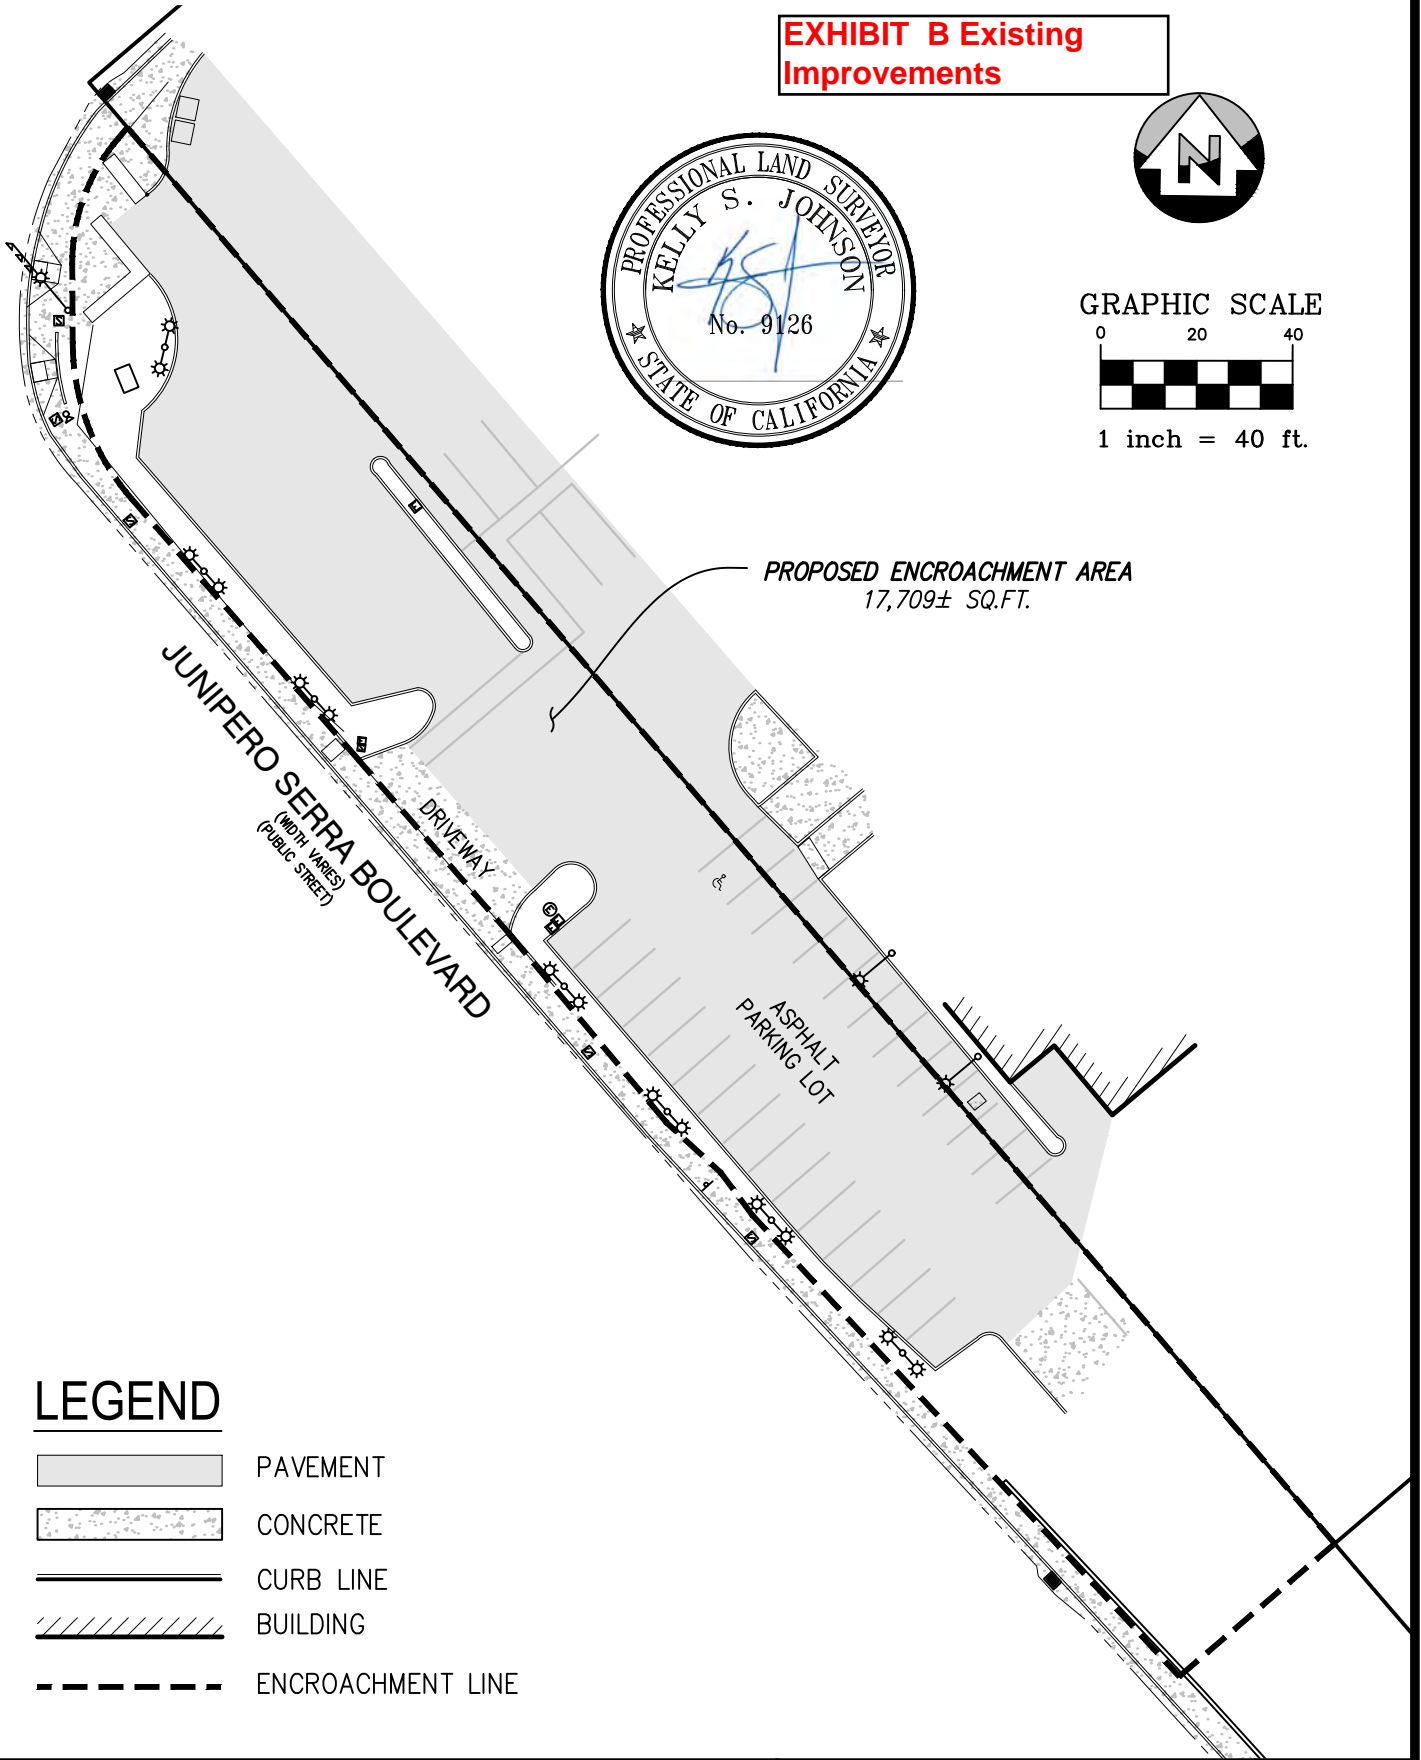 EXHIBIT B Existing
Improvements
N
PROFESSIONAL LAND SURVEYOR
KELLY S. JOHNSON
No. 9126
STATE OF CALIFORNIA
GRAPHIC SCALE
0 20 40
1 inch = 40 ft.
PROPOSED ENCROACHMENT AREA
17,709± SQ.FT.
JUNIPERO SERRA BOULEVARD
(WIDTH VARIES)
(PUBLIC STREET)
DRIVEWAY
E
ASPHALT
PARKING LOT
LEGEND
PAVEMENT
CONCRETE
CURB LINE
BUILDING
ENCROACHMENT LINE